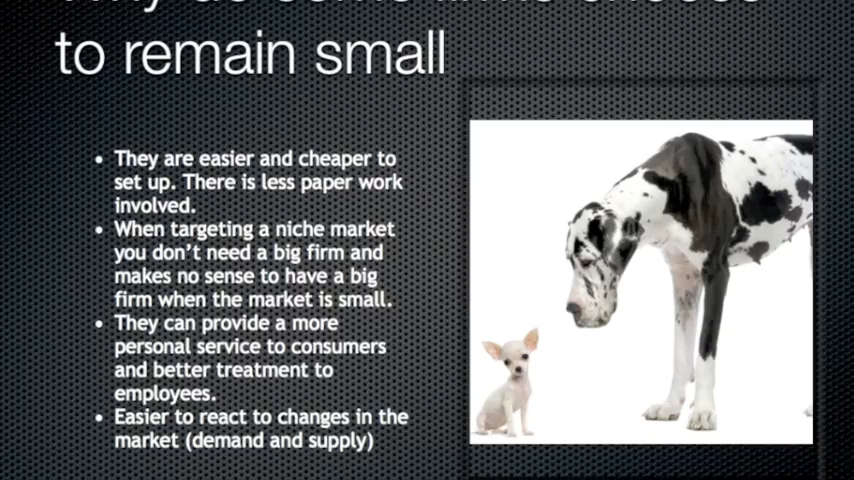 to remain small
• They are easier and cheaper to
set up. There is less paper work
involved.
• When targeting a niche market
you don't need a big firm and
makes no sense to have a big
firm when the market is small.
• They can provide a more
personal service to consumers
and better treatment to
employees.
• Easier to react to changes in the
market (demand and supply)